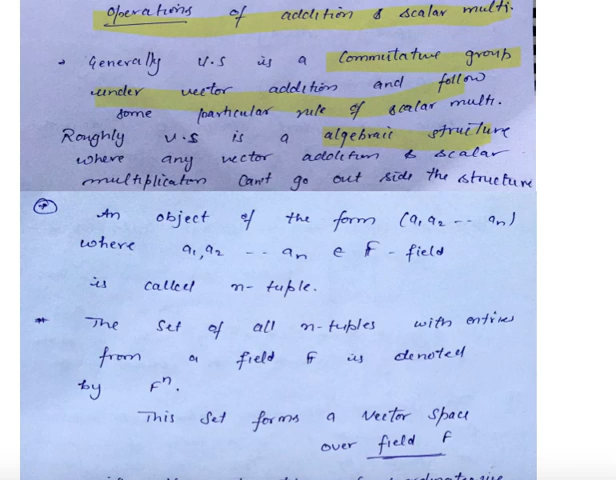 Operations of addition & scalar multi.
Generally V.S is a Commutative group
under vector addition and follow
some particular rule of scalar multi.
Roughly V.S is a algebraic structure
where any vector addition & scalar
multiplication Can't go out side the structure
An object of the form (a, a2 -- an)
where a1, a2 -- an ∈ F - field
is called n-tuple.
* The set of all n-tuples with entries
from a field F is denoted
by Fⁿ.
This set forms a Vector space
over field F